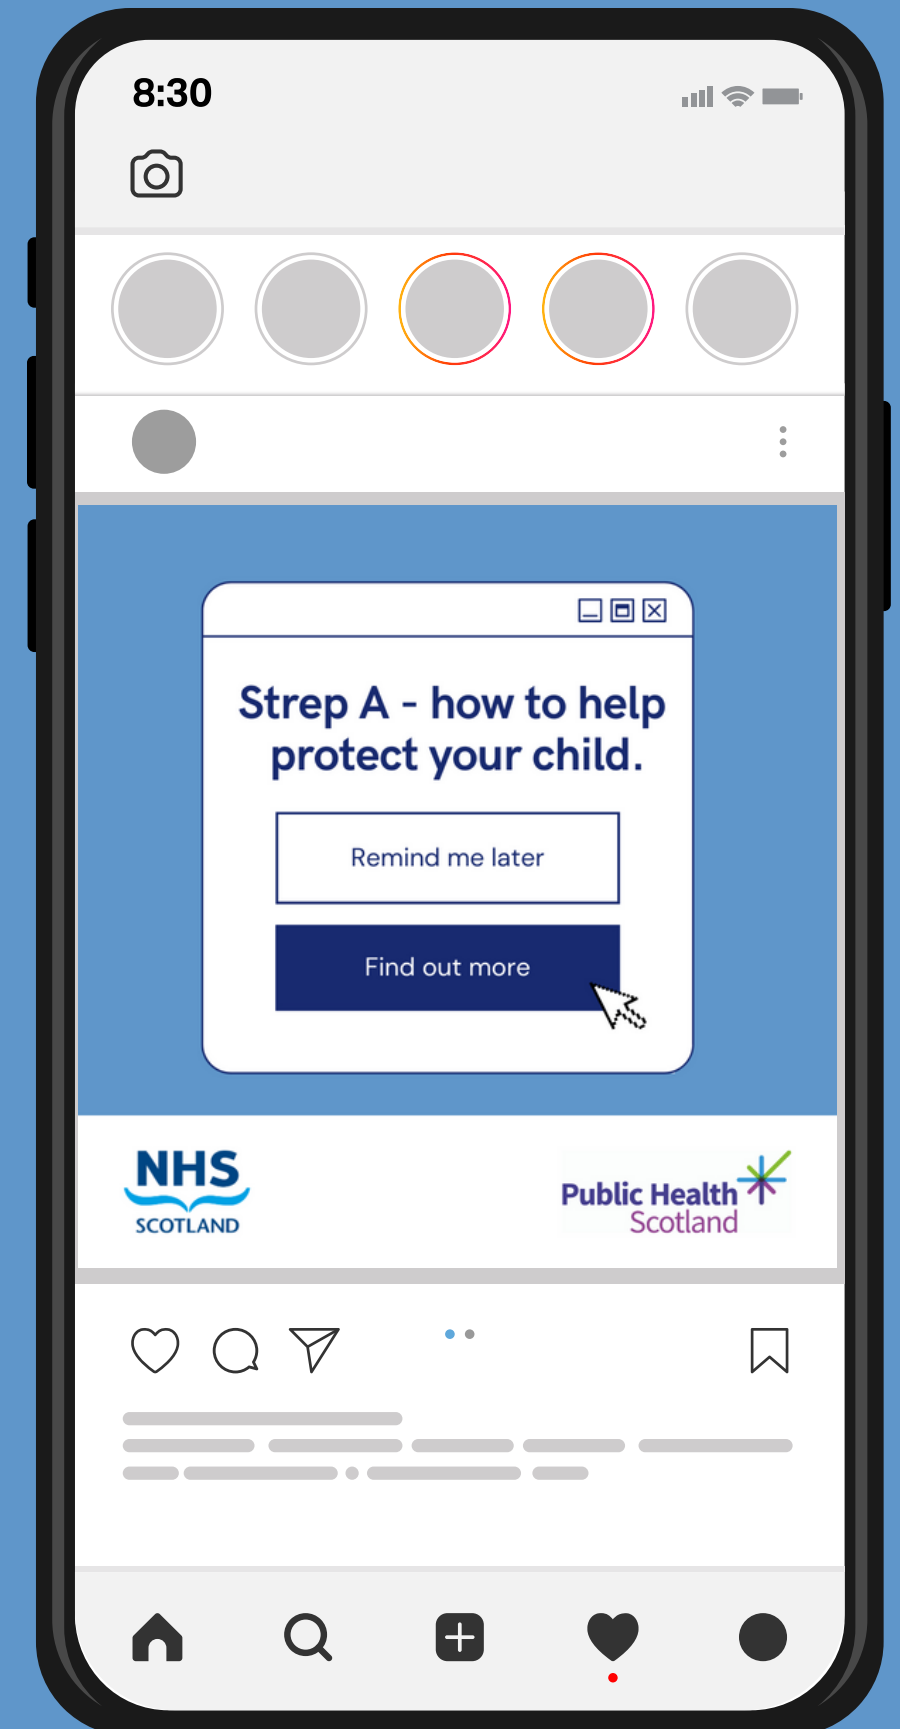 8:30
Strep A - how to help
protect your child.
Remind me later
Find out more
NHS
SCOTLAND
Public Health
Scotland